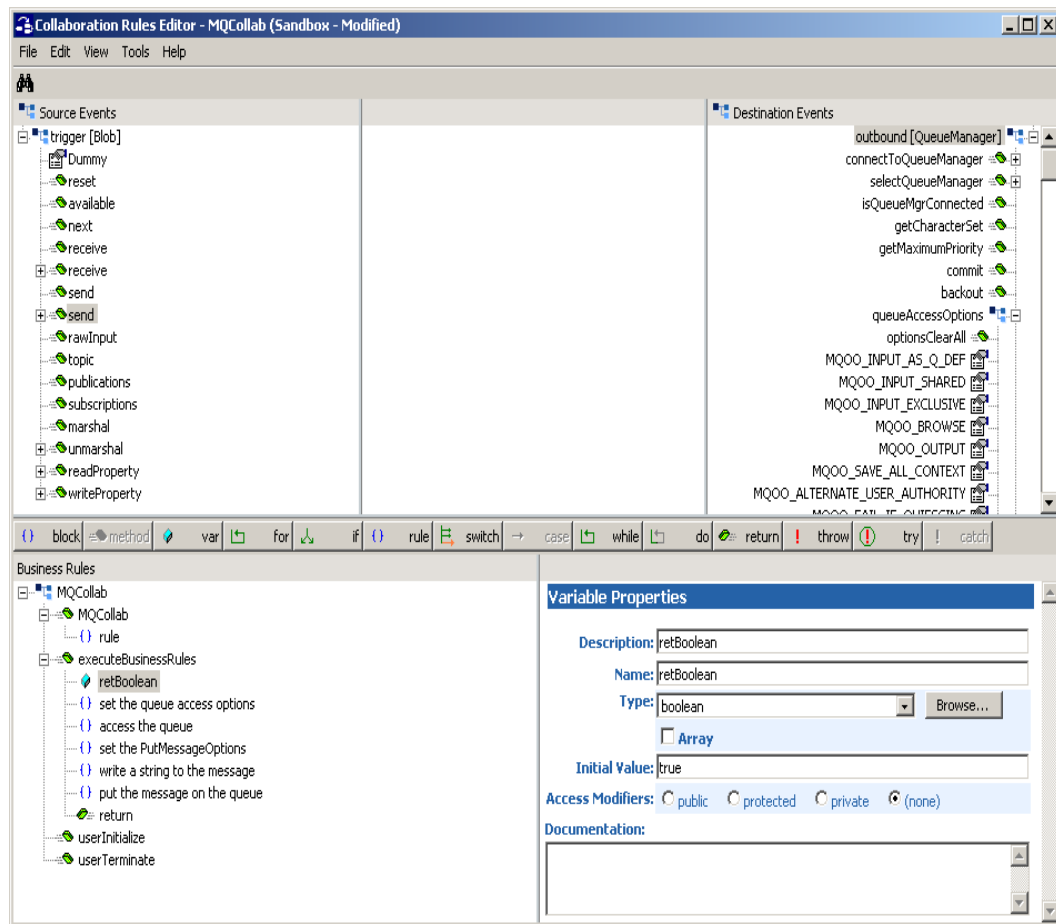 Collaboration Rules Editor - MQCollab (Sandbox - Modified)
File Edit View Tools Help
Source Events
trigger [Blob]
Dummy
reset
available
next
receive
receive
send
send
rawInput
topic
publications
subscriptions
marshal
unmarshal
readProperty
writeProperty
Destination Events
outbound [QueueManager]
connectToQueueManager
selectQueueManager
isQueueMgrConnected
getCharacterSet
getMaximumPriority
commit
backout
queueAccessOptions
optionsClearAll
MQOO_INPUT_AS_Q_DEF
MQOO_INPUT_SHARED
MQOO_INPUT_EXCLUSIVE
MQOO_BROWSE
MQOO_OUTPUT
MQOO_SAVE_ALL_CONTEXT
MQOO_ALTERNATE_USER_AUTHORITY
MQOO_FAIL_IF_QUIESCING
{} block method var for if {} rule switch case while do return ! throw try ! catch
Business Rules
MQCollab
MQCollab
{} rule
executeBusinessRules
retBoolean
{} set the queue access options
{} access the queue
{} set the PutMessageOptions
{} write a string to the message
{} put the message on the queue
return
userInitialize
userTerminate
Variable Properties
Description: retBoolean
Name: retBoolean
Type: boolean Browse...
Array
Initial Value: true
Access Modifiers: public protected private (none)
Documentation: